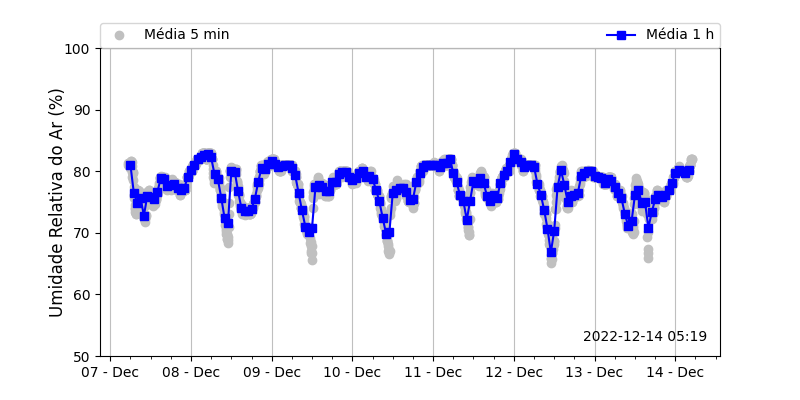 Média 5 min Média 1 h
Umidade Relativa do Ar (%)
100
90
80
70
60
50
2022-12-14 05:19
07 - Dec 08 - Dec 09 - Dec 10 - Dec 11 - Dec 12 - Dec 13 - Dec 14 - Dec